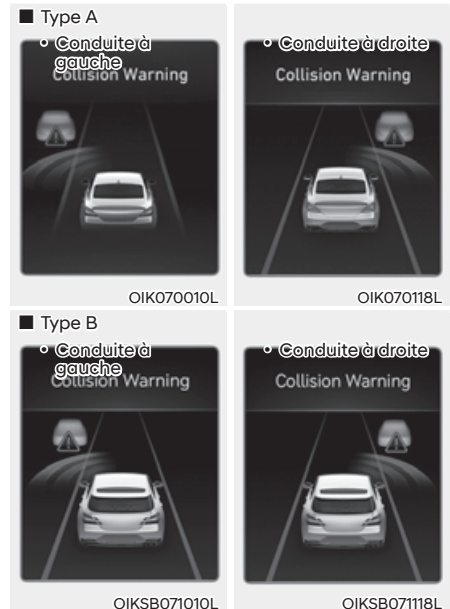 ■ Type A
• Conduite à
gauche
Collision Warning
OIK070010L
• Conduite à droite
Collision Warning
OIK070118L
■ Type B
• Conduite à
gauche
Collision Warning
OIKSB071010L
• Conduite à droite
Collision Warning
OIKSB071118L